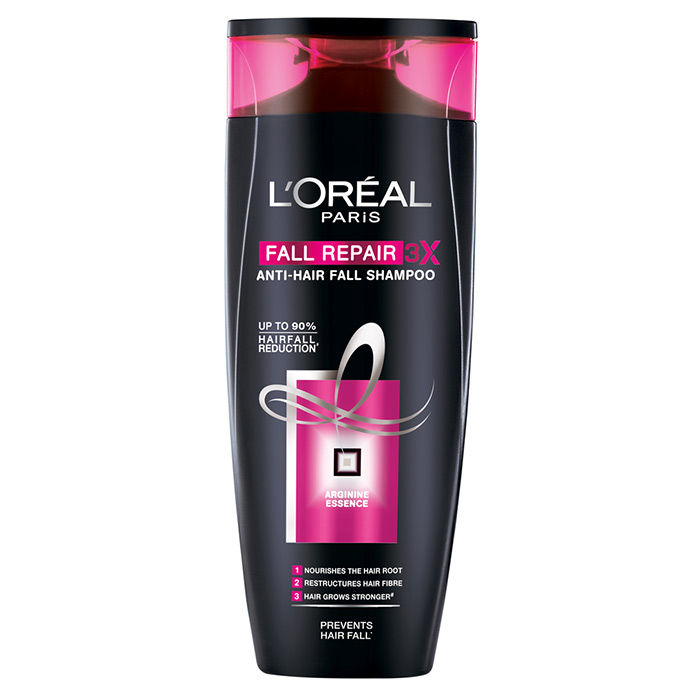 L'ORÉAL
PARiS
FALL REPAIR 3X
ANTI-HAIR FALL SHAMPOO
UP TO 90%
HAIRFALL
REDUCTION*
ARGININE
ESSENCE
1 NOURISHES THE HAIR ROOT
2 RESTRUCTURES HAIR FIBRE
3 HAIR GROWS STRONGER#
PREVENTS
HAIR FALL*